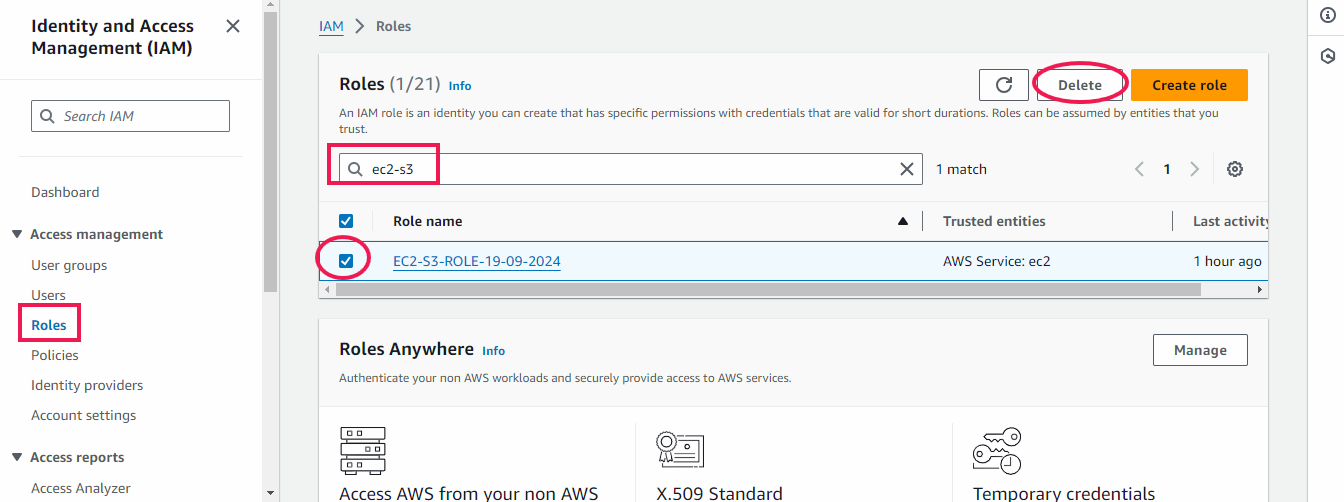 Identity and Access
Management (IAM)
Search IAM
Dashboard
Access management
User groups
Users
Roles
Policies
Identity providers
Account settings
Access reports
Access Analyzer
IAM > Roles
Roles (1/21) Info
Delete
Create role
An IAM role is an identity you can create that has specific permissions with credentials that are valid for short durations. Roles can be assumed by entities that you
trust.
ec2-s3
1 match
1
Role name
Trusted entities
Last activity
EC2-S3-ROLE-19-09-2024
AWS Service: ec2
1 hour ago
Roles Anywhere Info
Manage
Authenticate your non AWS workloads and securely provide access to AWS services.
Access AWS from your non AWS
X.509 Standard
Temporary credentials